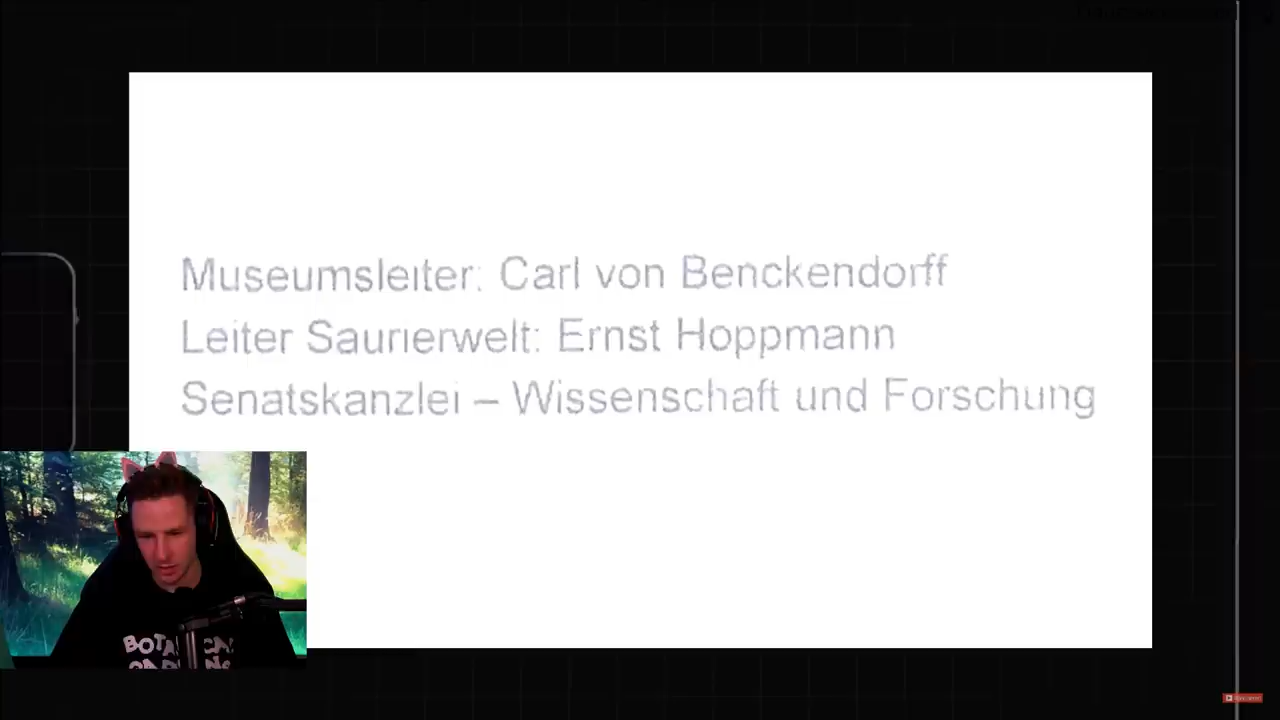 Museumsleiter: Carl von Benckendorff
Leiter Saurierwelt: Ernst Hoppmann
Senatskanzlei – Wissenschaft und Forschung